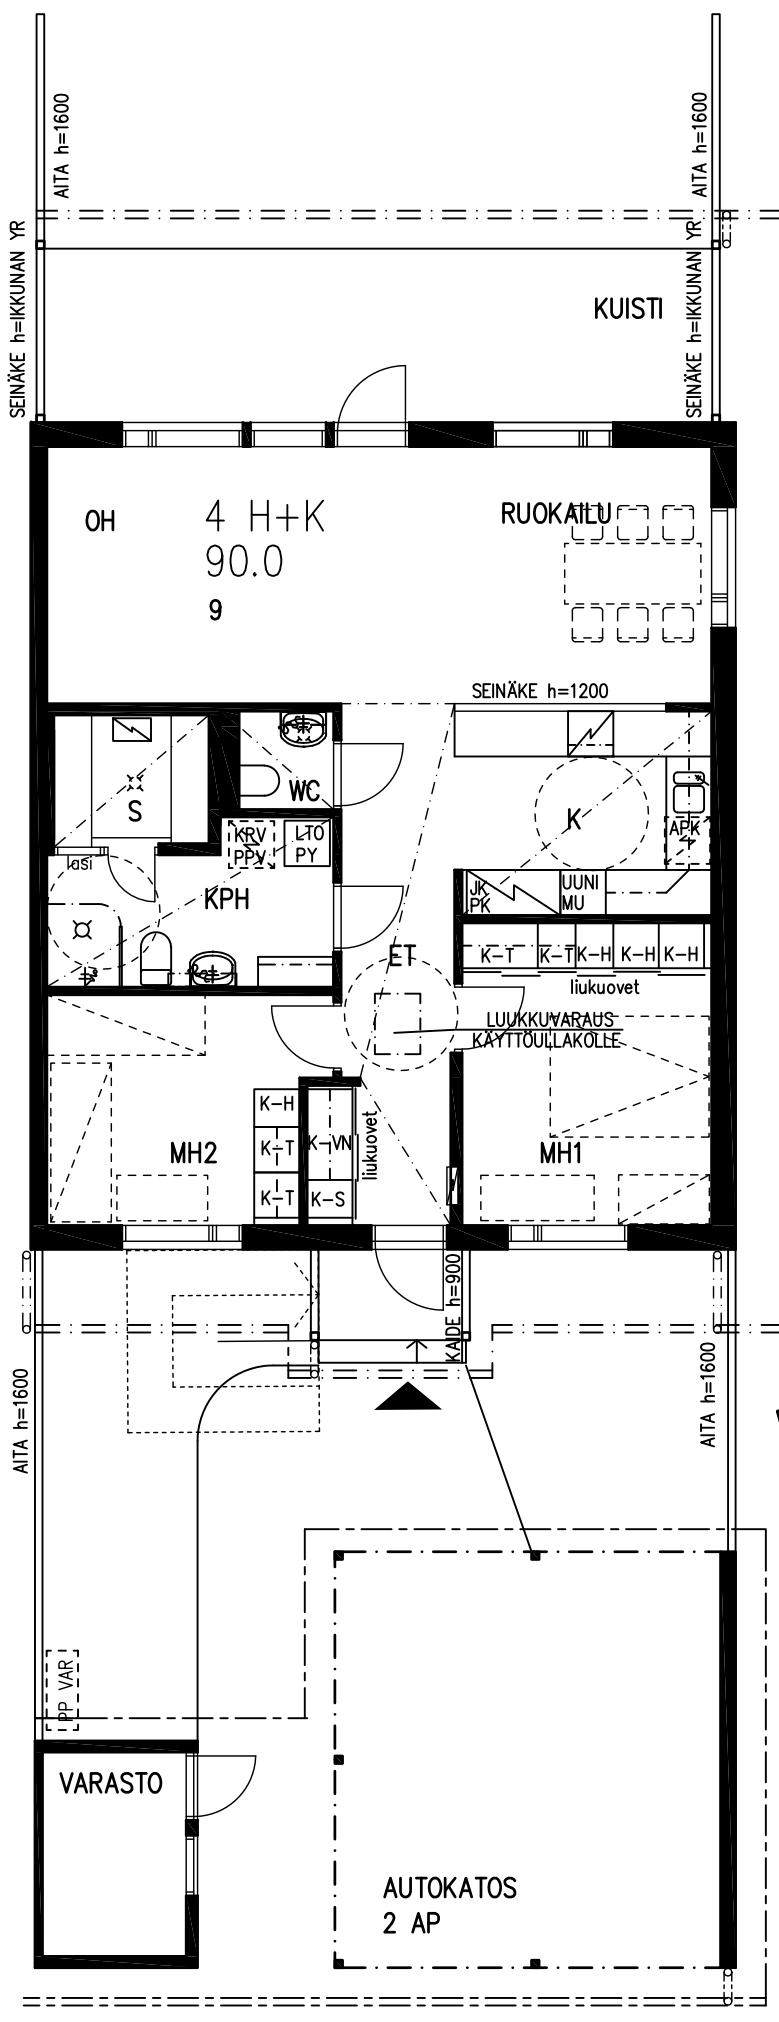 AITA h=1600
AITA h=1600
SEINÄKE h=IKKUNAN YR
SEINÄKE h=IKKUNAN YR
KUISTI
OH
4 H+K
90.0
9
RUOKAILU
SEINÄKE h=1200
S
WC
K
APK
lasi
KRV
PPV
LTO
PY
KPH
JK
PK
UUNI
MU
ET
K-T
K-T
K-H
K-H
K-H
liukuovet
LUUKKUVARAUS
KÄYTTÖULLAKOLLE
K-H
K-T
K-T
K-VN
K-S
liukuovet
MH2
MH1
KAIDE h=900
AITA h=1600
AITA h=1600
PP VAR
VARASTO
AUTOKATOS
2 AP